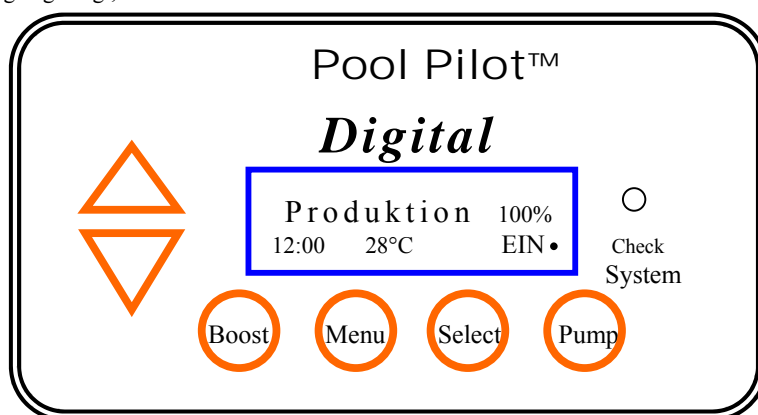 Pool Pilot™
Digital
Produktion 100%
12:00 28°C EIN •
Check
System
Boost Menu Select Pump